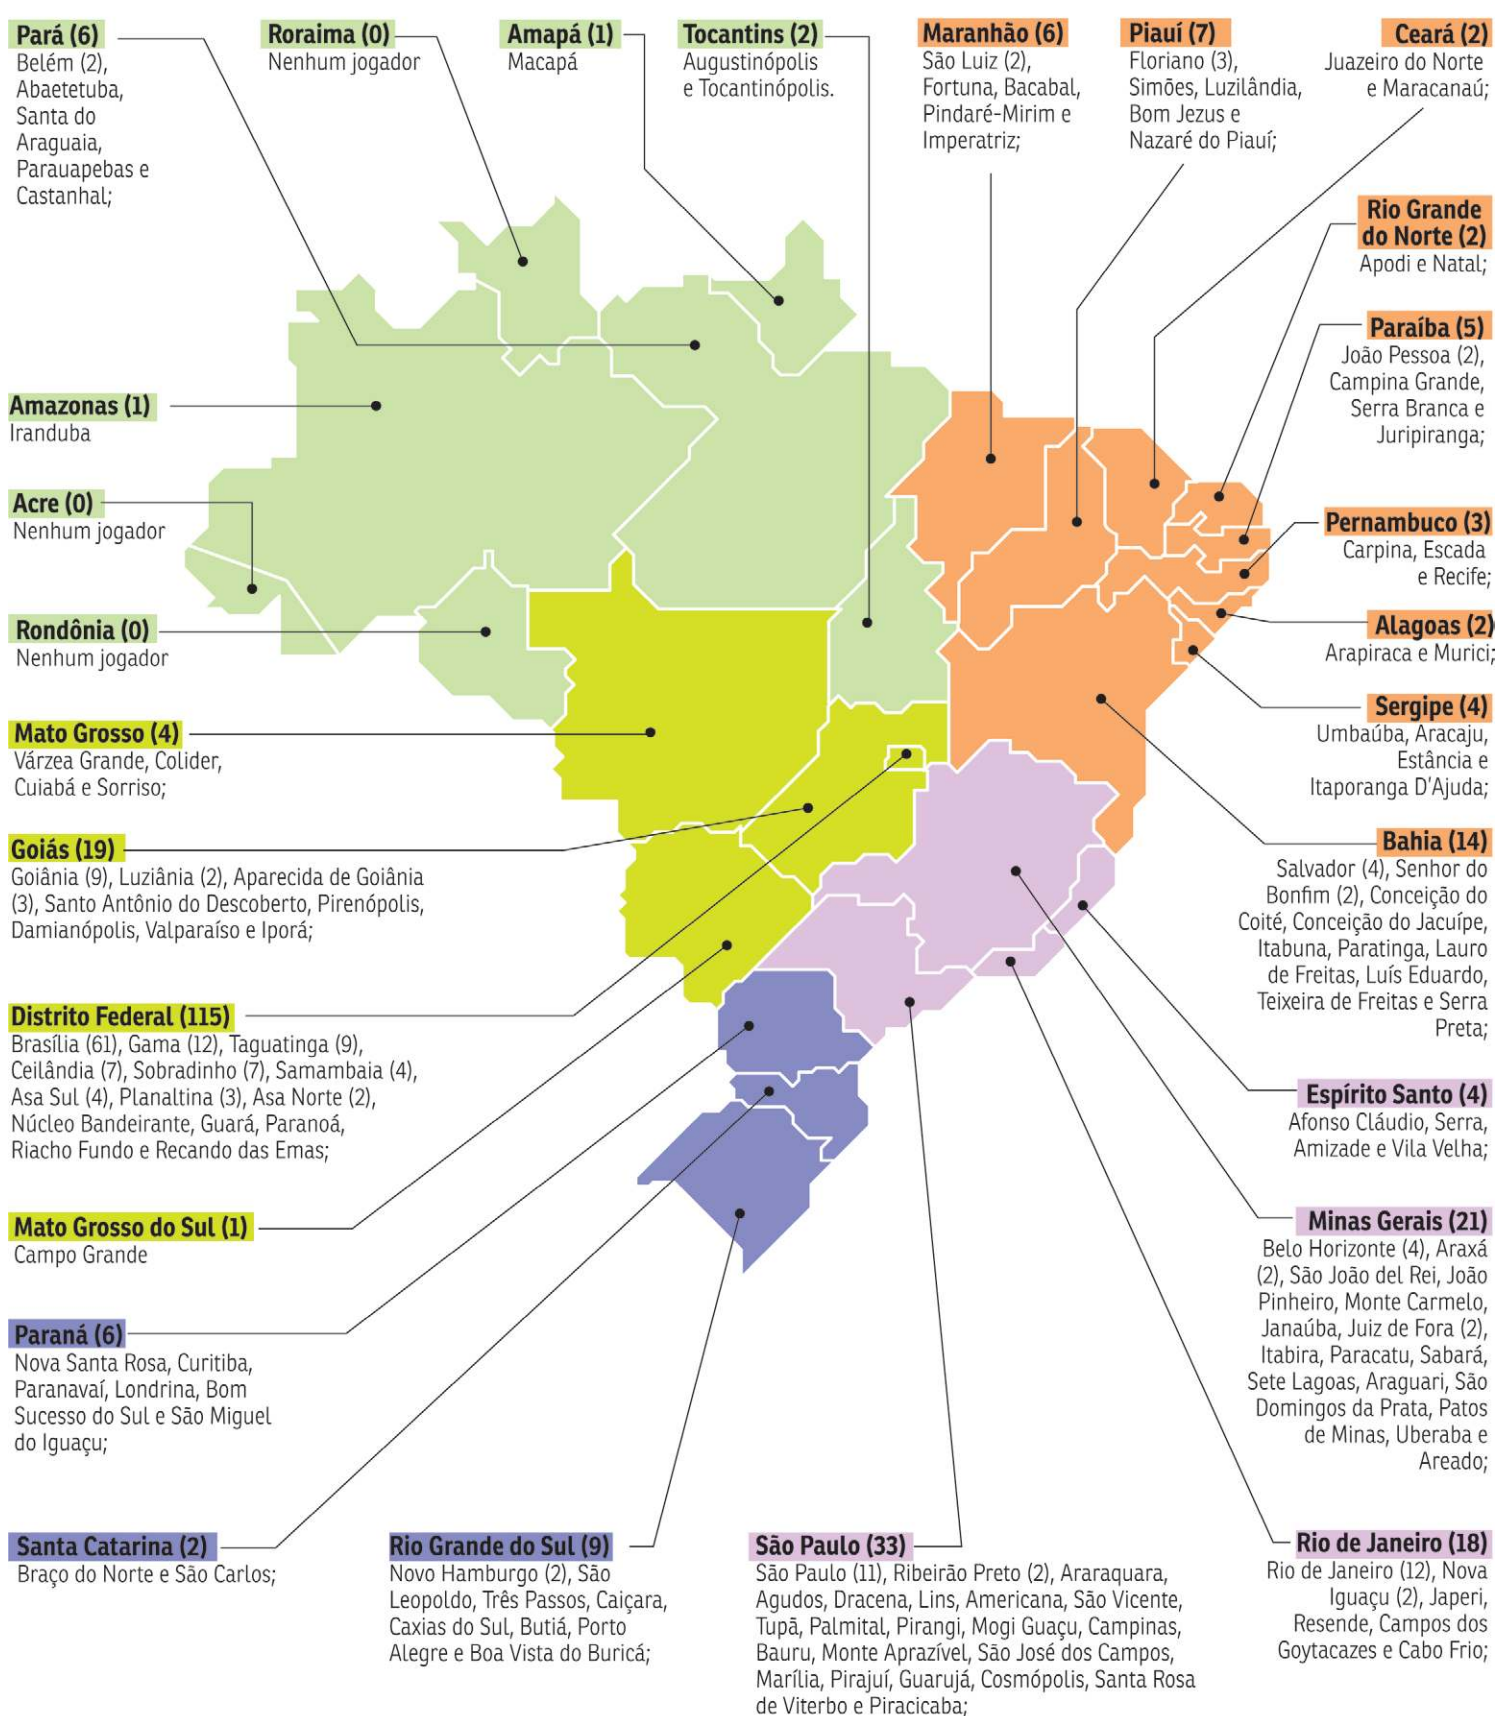 Pará (6)
Belém (2),
Abaetetuba,
Santa do
Araguaia,
Parauapebas e
Castanhal;
Roraima (0)
Nenhum jogador
Amapá (1)
Macapá
Tocantins (2)
Augustinópolis
e Tocantinópolis.
Maranhão (6)
São Luiz (2),
Fortuna, Bacabal,
Pindaré-Mirim e
Imperatriz;
Piauí (7)
Floriano (3),
Simões, Luzilândia,
Bom Jezus e
Nazaré do Piauí;
Ceará (2)
Juazeiro do Norte
e Maracanaú;
Rio Grande
do Norte (2)
Apodi e Natal;
Paraíba (5)
João Pessoa (2),
Campina Grande,
Serra Branca e
Juripiranga;
Amazonas (1)
Iranduba
Acre (0)
Nenhum jogador
Pernambuco (3)
Carpina, Escada
e Recife;
Rondônia (0)
Nenhum jogador
Alagoas (2)
Arapiraca e Murici;
Mato Grosso (4)
Várzea Grande, Colider,
Cuiabá e Sorriso;
Sergipe (4)
Umbaúba, Aracaju,
Estância e
Itaporanga D'Ajuda;
Goiás (19)
Goiânia (9), Luziânia (2), Aparecida de Goiânia
(3), Santo Antônio do Descoberto, Pirenópolis,
Damianópolis, Valparaíso e Iporá;
Bahia (14)
Salvador (4), Senhor do
Bonfim (2), Conceição do
Coité, Conceição do Jacuípe,
Itabuna, Paratinga, Lauro
de Freitas, Luís Eduardo,
Teixeira de Freitas e Serra
Preta;
Distrito Federal (115)
Brasília (61), Gama (12), Taguatinga (9),
Ceilândia (7), Sobradinho (7), Samambaia (4),
Asa Sul (4), Planaltina (3), Asa Norte (2),
Núcleo Bandeirante, Guará, Paranoá,
Riacho Fundo e Recando das Emas;
Espírito Santo (4)
Afonso Cláudio, Serra,
Amizade e Vila Velha;
Mato Grosso do Sul (1)
Campo Grande
Minas Gerais (21)
Belo Horizonte (4), Araxá
(2), São João del Rei, João
Pinheiro, Monte Carmelo,
Janaúba, Juiz de Fora (2),
Itabira, Paracatu, Sabará,
Sete Lagoas, Araguari, São
Domingos da Prata, Patos
de Minas, Uberaba e
Areado;
Paraná (6)
Nova Santa Rosa, Curitiba,
Paranavaí, Londrina, Bom
Sucesso do Sul e São Miguel
do Iguaçu;
Santa Catarina (2)
Braço do Norte e São Carlos;
Rio Grande do Sul (9)
Novo Hamburgo (2), São
Leopoldo, Três Passos, Caiçara,
Caxias do Sul, Butiá, Porto
Alegre e Boa Vista do Buricá;
São Paulo (33)
São Paulo (11), Ribeirão Preto (2), Araraquara,
Agudos, Dracena, Lins, Americana, São Vicente,
Tupã, Palmital, Pirangi, Mogi Guaçu, Campinas,
Bauru, Monte Aprazível, São José dos Campos,
Marília, Pirajuí, Guarujá, Cosmópolis, Santa Rosa
de Viterbo e Piracicaba;
Rio de Janeiro (18)
Rio de Janeiro (12), Nova
Iguaçu (2), Japeri,
Resende, Campos dos
Goytacazes e Cabo Frio;